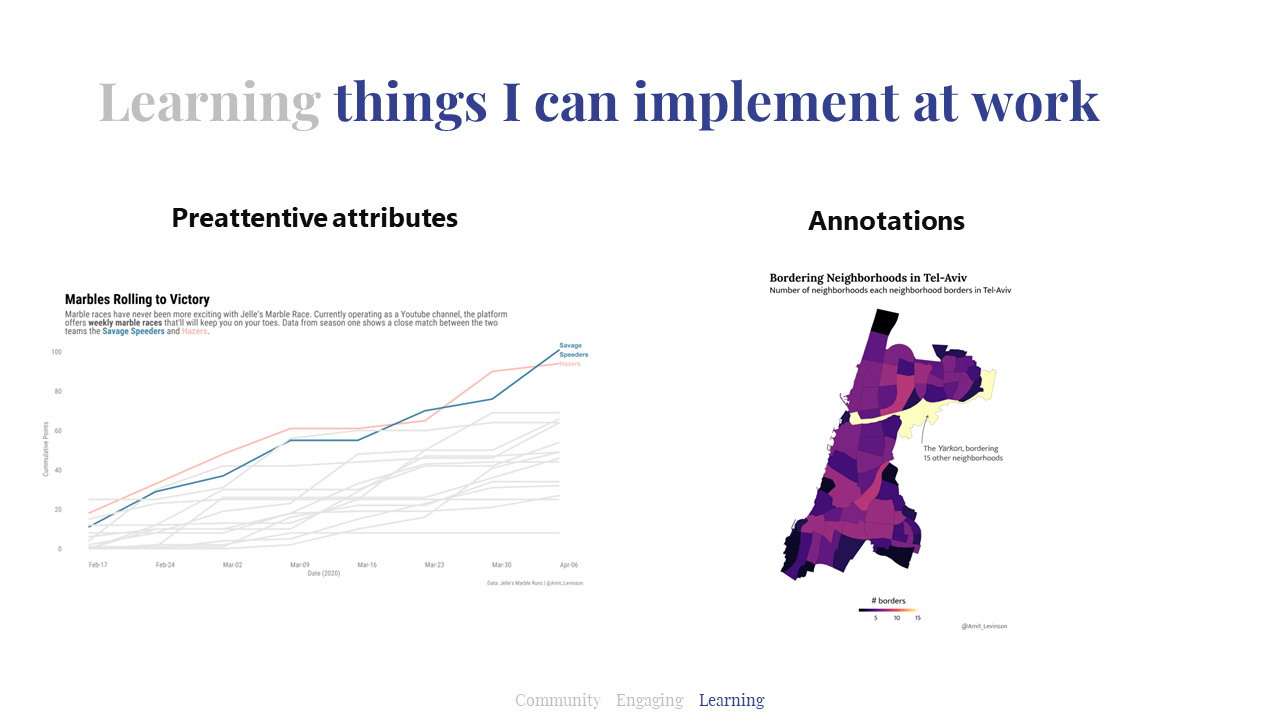 Learning things I can implement at work
Preattentive attributes
Marbles Rolling to Victory
Marble races have never been more exciting with Jelle's Marble Race. Currently operating as a Youtube channel, the platform
offers weekly marble races that'll will keep you on your toes. Data from season one shows a close match between the two
teams the Savage Speeders and Hazers.
Cummulative Points
100
80
60
40
20
0
Savage
Speeders
Hazers
Feb-17 Feb-24 Mar-02 Mar-09 Mar-16 Mar-23 Mar-30 Apr-06
Date (2020)
Data: Jelle's Marble Runs | @Amit_Levinson
Annotations
Bordering Neighborhoods in Tel-Aviv
Number of neighborhoods each neighborhood borders in Tel-Aviv
The Yarkon, bordering
15 other neighborhoods
# borders
5 10 15
@Amit_Levinson
Community Engaging Learning